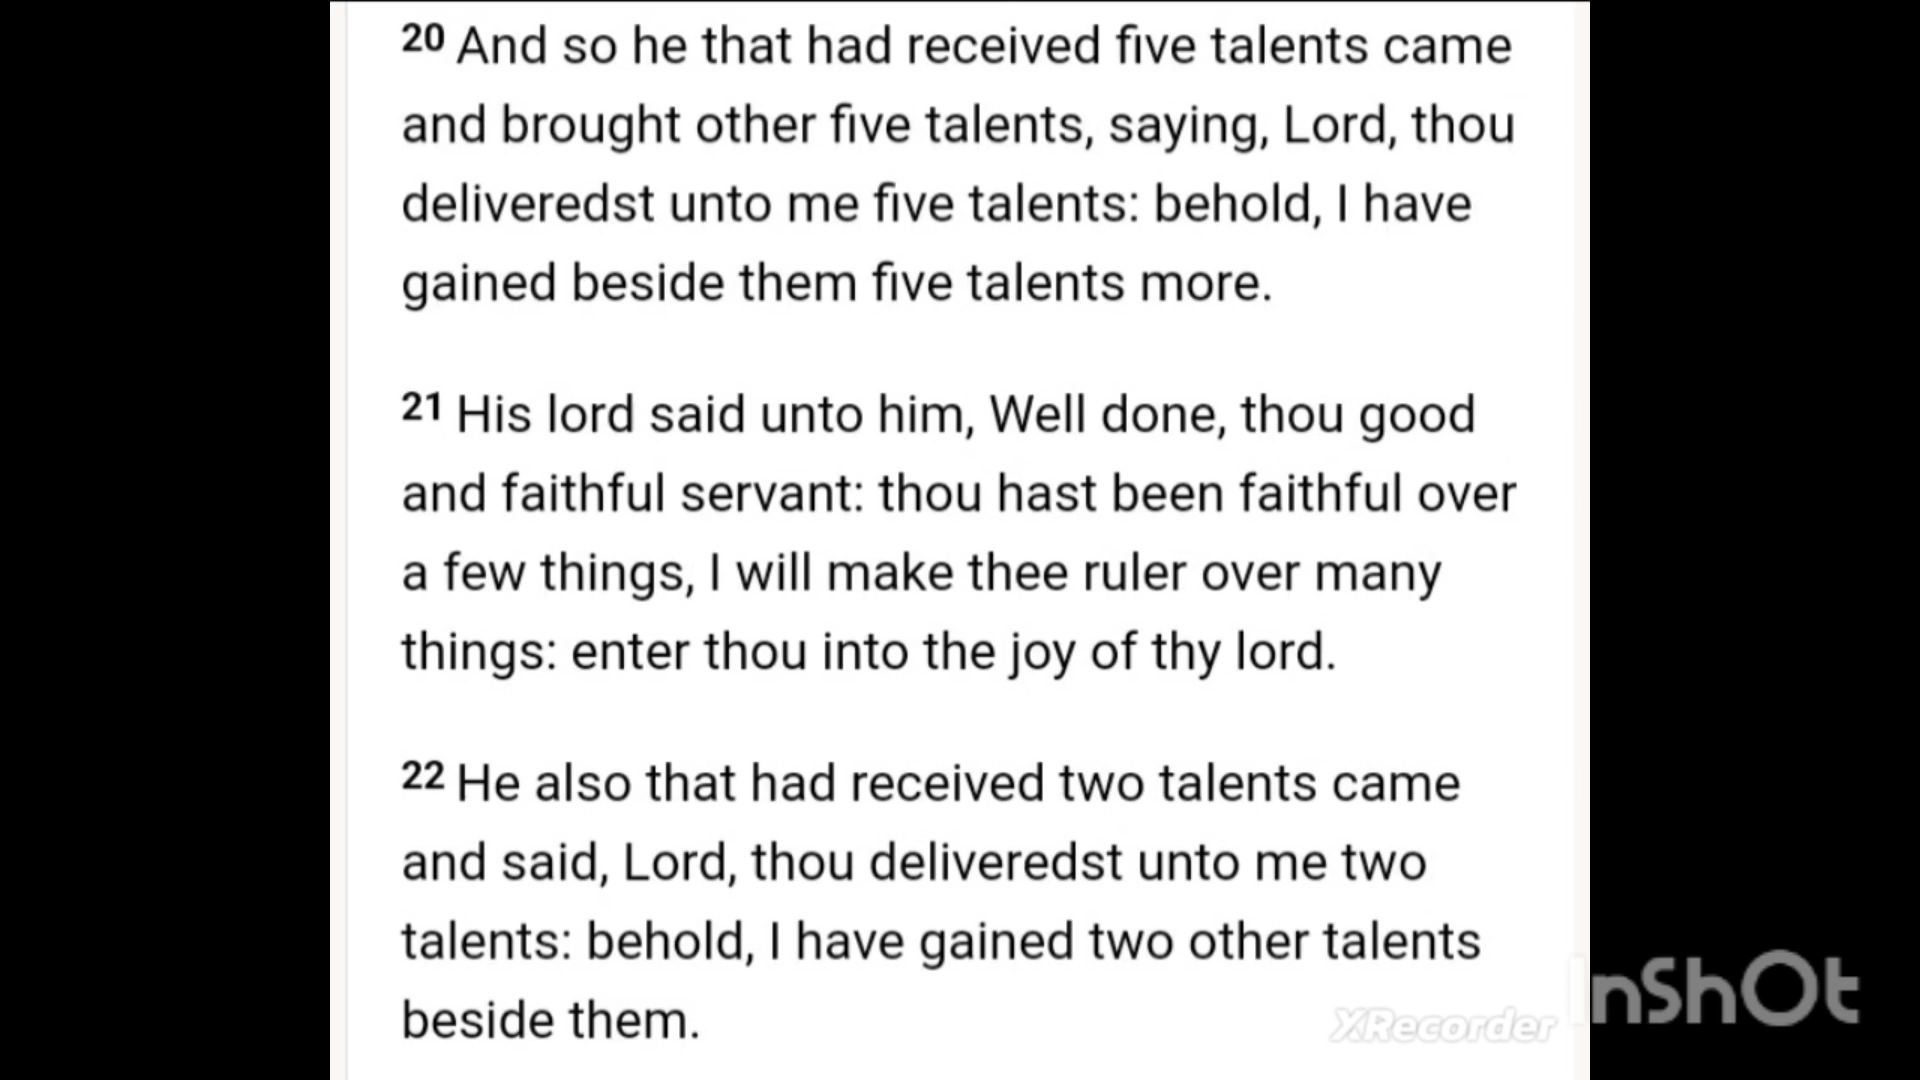 20 And so he that had received five talents came
and brought other five talents, saying, Lord, thou
deliveredst unto me five talents: behold, I have
gained beside them five talents more.
21 His lord said unto him, Well done, thou good
and faithful servant: thou hast been faithful over
a few things, I will make thee ruler over many
things: enter thou into the joy of thy lord.
22 He also that had received two talents came
and said, Lord, thou deliveredst unto me two
talents: behold, I have gained two other talents
beside them.
XRecorder
InShOt